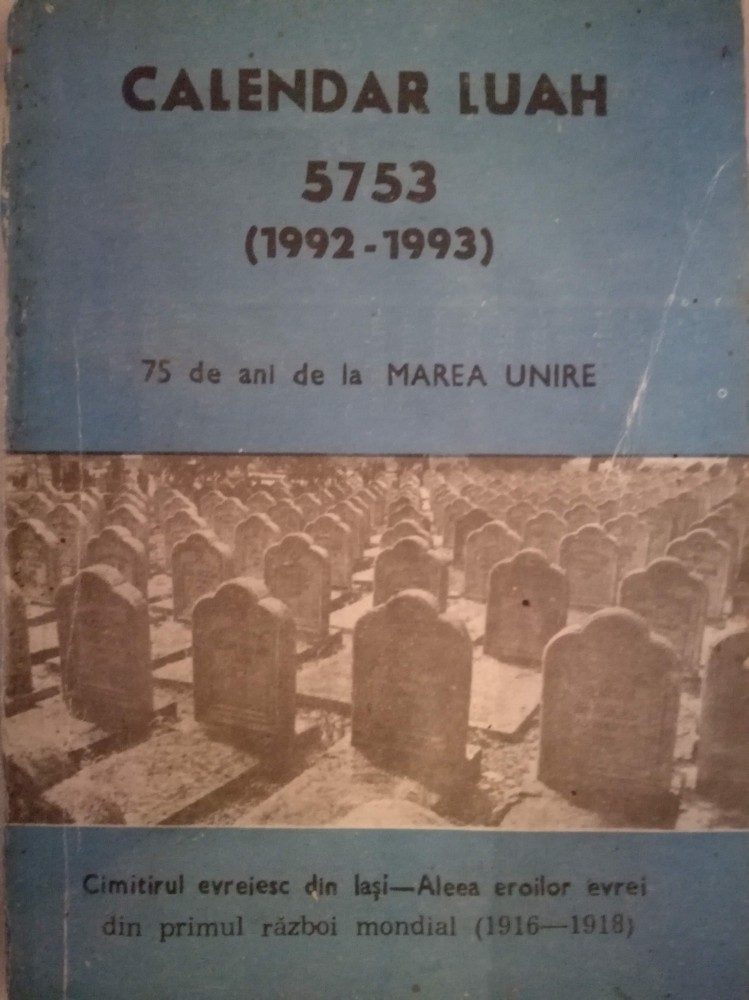 CALENDAR LUAH
5753
(1992-1993)
75 de ani de la MAREA UNIRE
Cimitirul evreiesc din Iași—Aleea eroilor evrei
din primul război mondial (1916—1918)